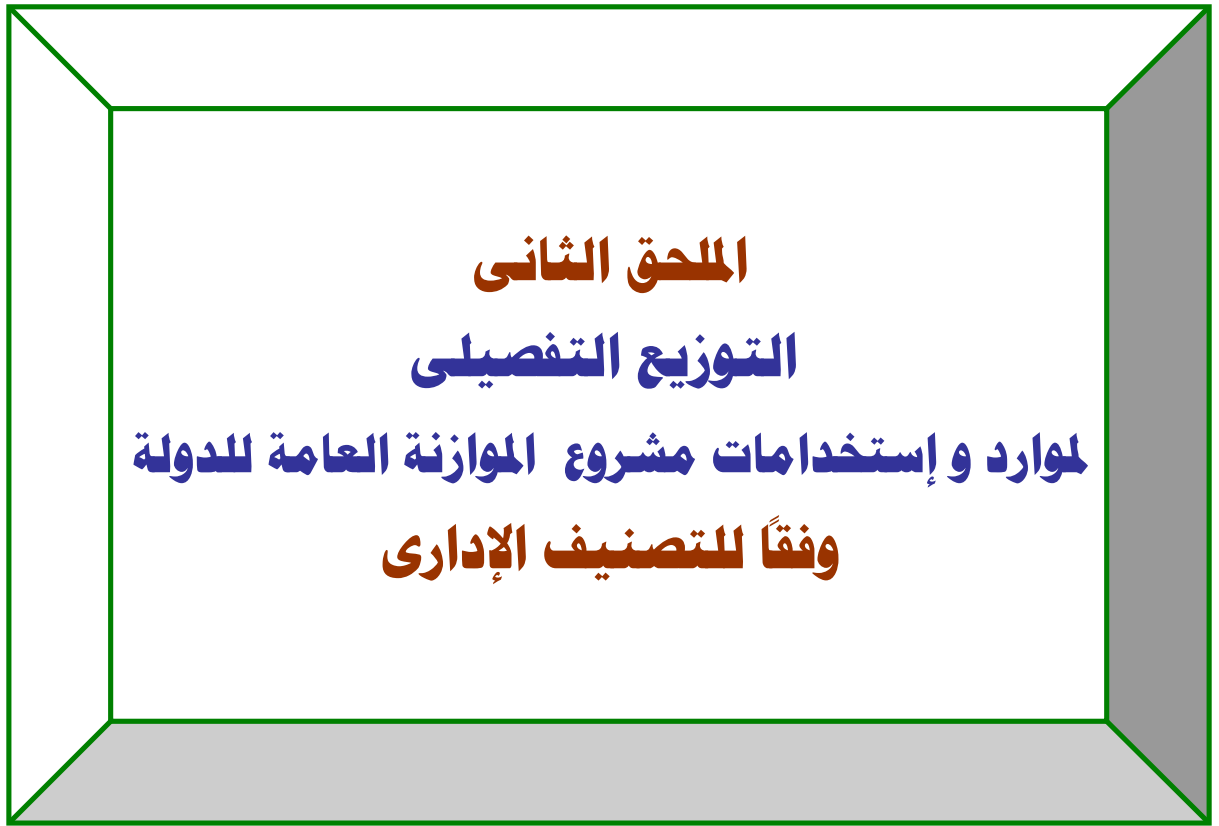 الملحق الثانى
التوزيع التفصيلى
لموارد و إستخدامات مشروع الموازنة العامة للدولة
وفقاً للتصنيف الإدارى